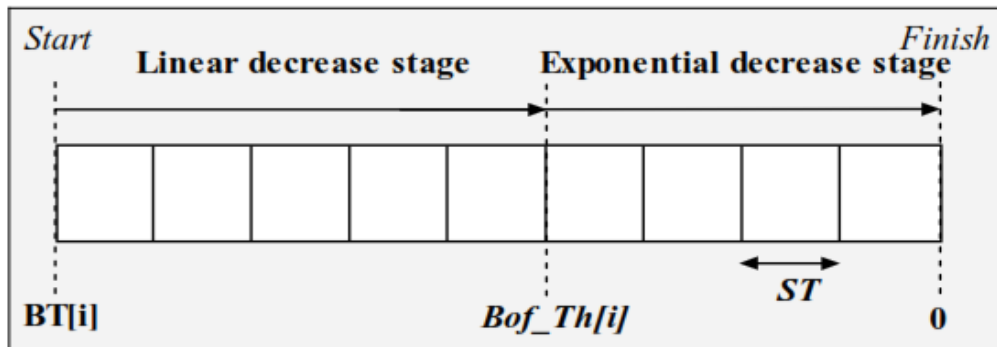 Start Finish
Linear decrease stage Exponential decrease stage
ST
BT[i] Bof_Th[i] 0